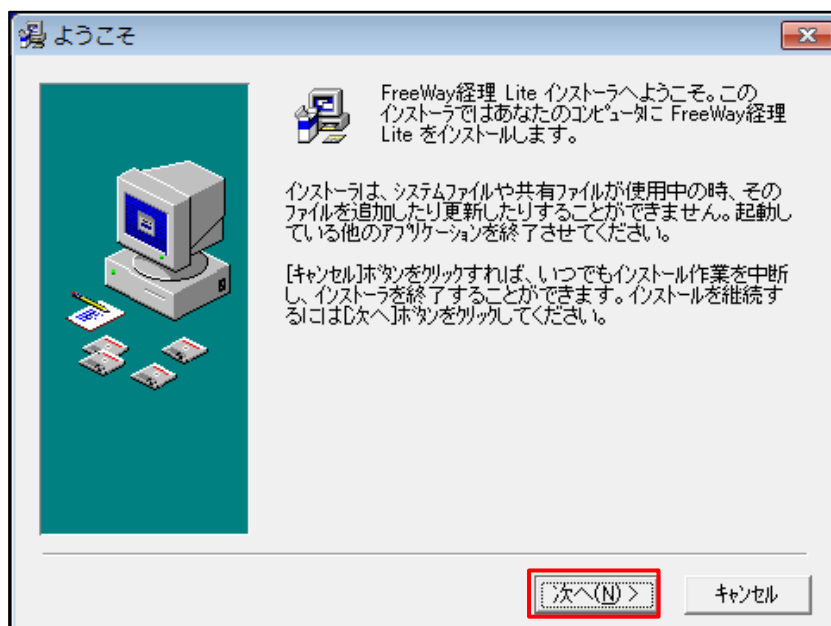 ようこそ
FreeWay経理 Lite インストーラへようこそ。この
インストーラではあなたのコンピュータに FreeWay経理
Lite をインストールします。
インストーラは、システムファイルや共有ファイルが使用中の時、その
ファイルを追加したり更新したりすることができません。起動し
ている他のアプリケーションを終了させてください。
[キャンセル]ボタンをクリックすれば、いつでもインストール作業を中断
し、インストーラを終了することができます。インストールを継続す
るには[次へ]ボタンをクリックしてください。
次へ(N) >
キャンセル